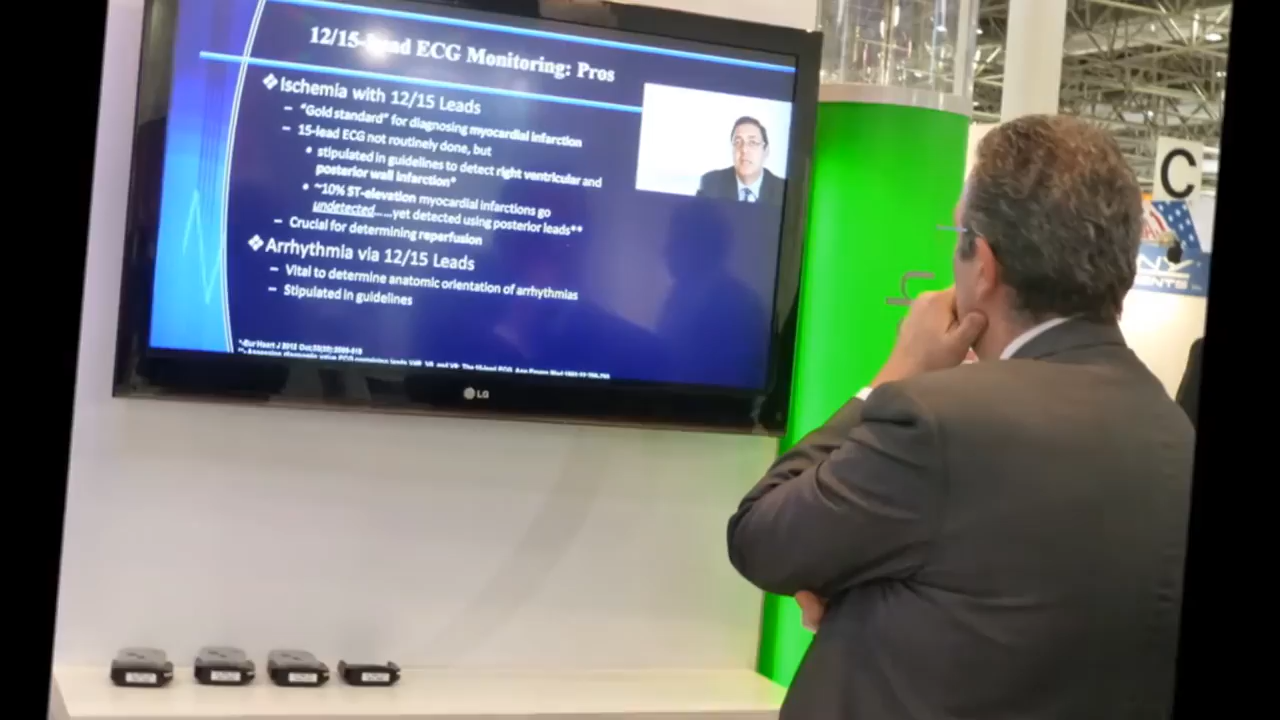 12/15-lead ECG Monitoring: Pros
❖Ischemia with 12/15 Leads
– “Gold standard” for diagnosing myocardial infarction
– 15-lead ECG not routinely done, but
• stipulated in guidelines to detect right ventricular and
posterior wall infarction*
• ~10% ST-elevation myocardial infarctions go
undetected.....yet detected using posterior leads**
– Crucial for determining reperfusion
❖Arrhythmia via 12/15 Leads
– Vital to determine anatomic orientation of arrhythmias
– Stipulated in guidelines
LG
C